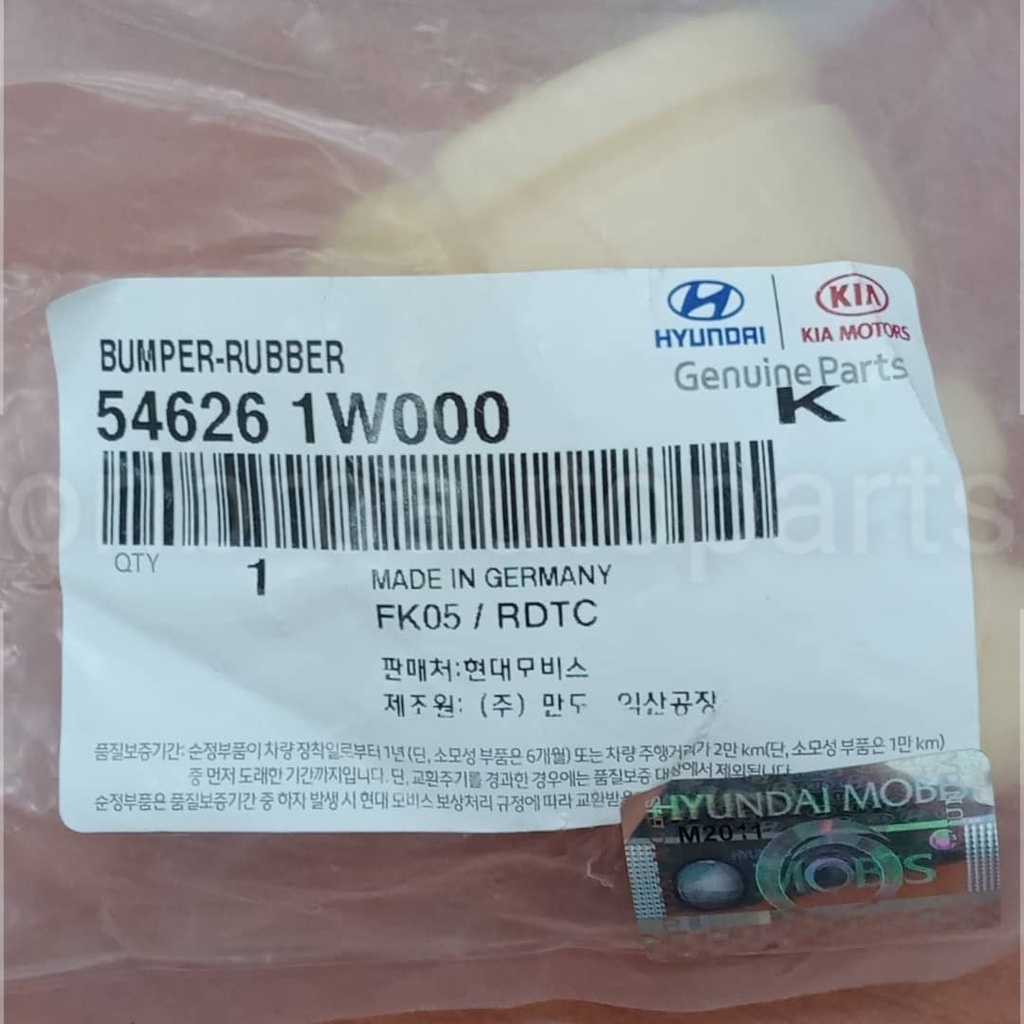 HYUNDAI
KIA
KIA MOTORS
Genuine Parts
BUMPER-RUBBER
54626 1W000
K
QTY
1
MADE IN GERMANY
FK05 / RDTC
판매처:현대모비스
제조원: (주) 만도 익산공장
품질보증기간: 순정부품이 차량 장착일로부터 1년 (단, 소모성 부품은 6개월) 또는 차량 주행거리가 2만 km(단, 소모성 부품은 1만 km)
중 먼저 도래한 기간까지입니다. 단, 교환주기를 경과한 경우에는 품질보증 대상에서 제외됩니다.
순정부품은 품질보증기간 중 하자 발생 시 현대 모비스 보상처리 규정에 따라 교환받은
HYUNDAI MOBIS
M2011
MOBIS